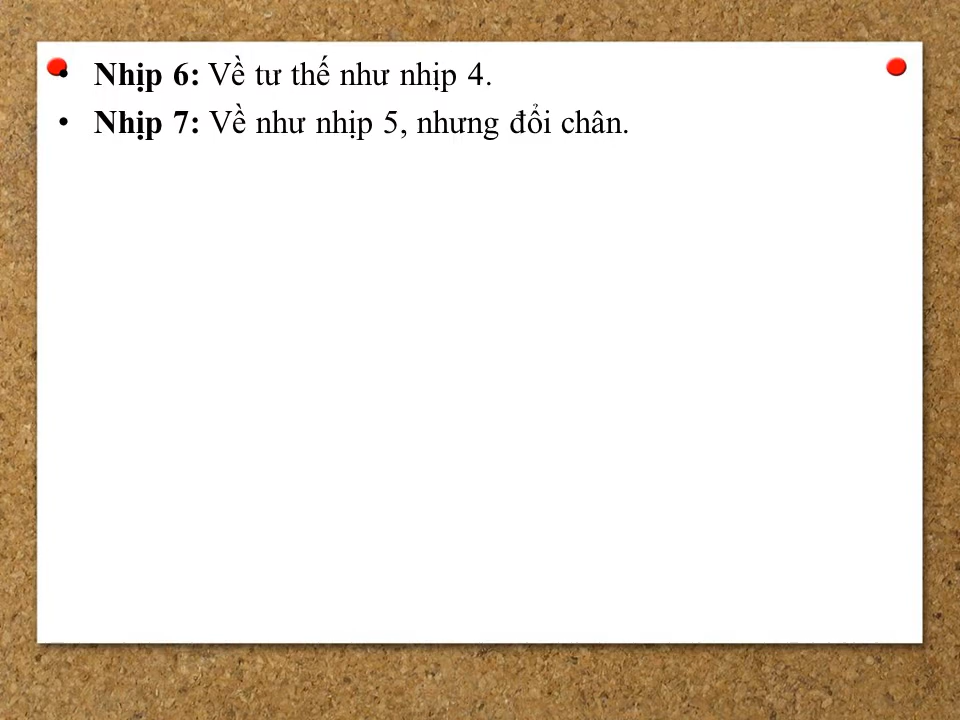 • Nhịp 6: Về tư thế như nhịp 4.
• Nhịp 7: Về như nhịp 5, nhưng đổi chân.